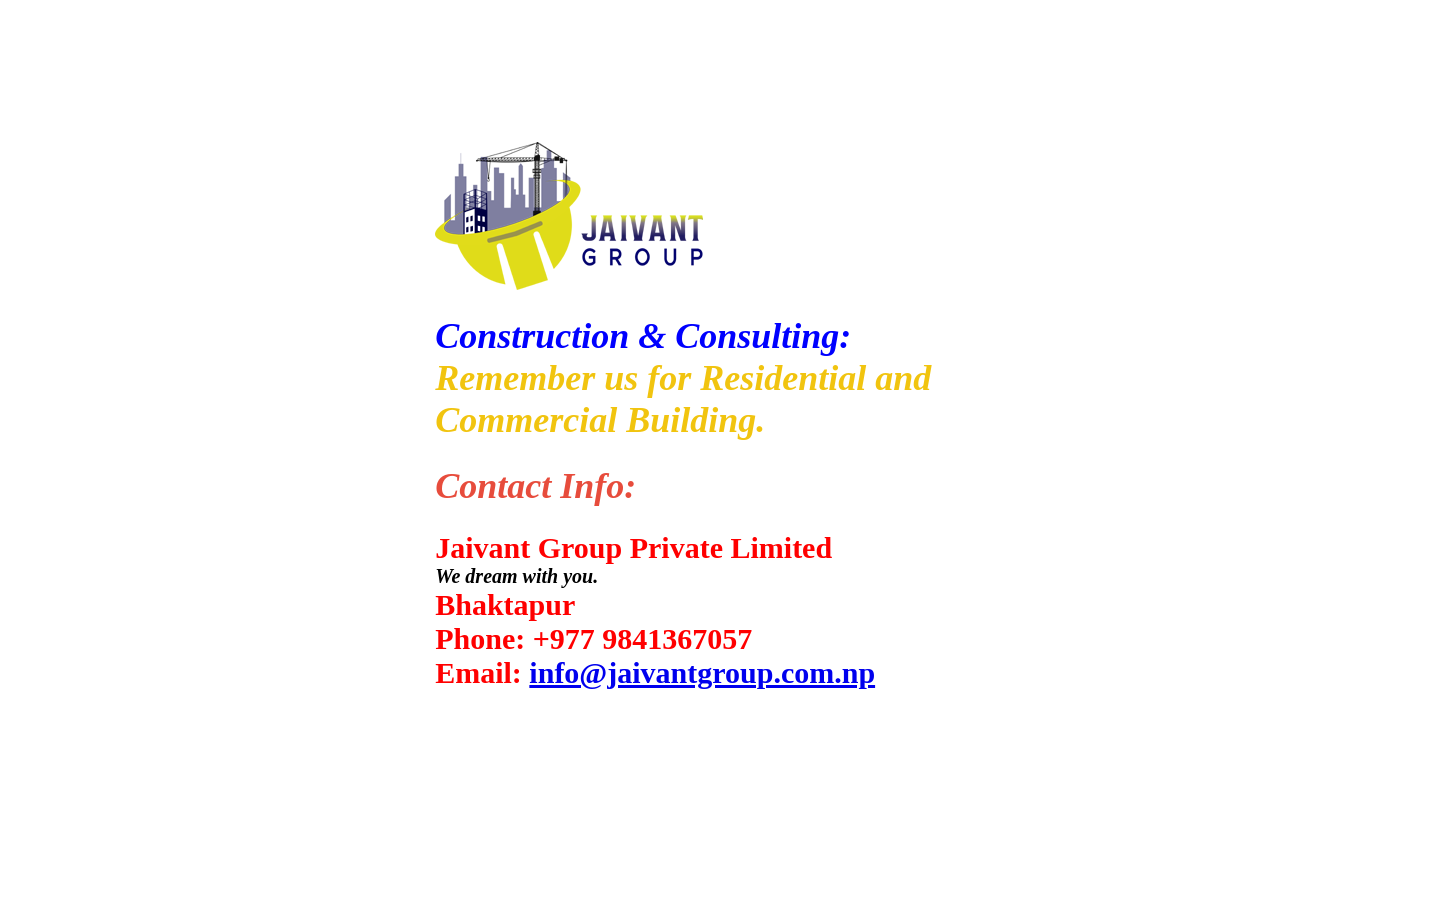 JAIVANT
GROUP
Construction & Consulting:
Remember us for Residential and
Commercial Building.
Contact Info:
Jaivant Group Private Limited
We dream with you.
Bhaktapur
Phone: +977 9841367057
Email: info@jaivantgroup.com.np